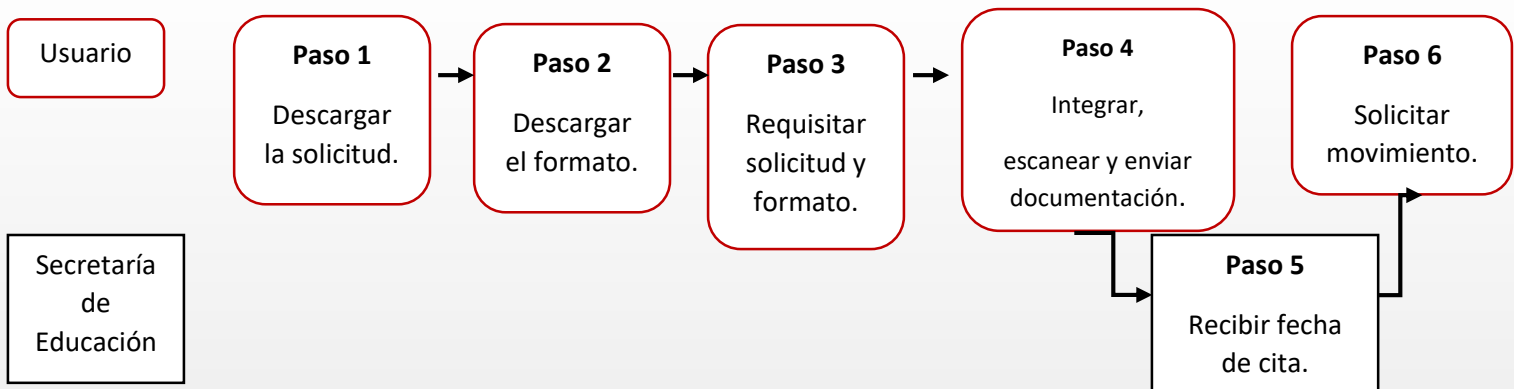 Usuario
Paso 1
Descargar
la solicitud.
Paso 2
Descargar
el formato.
Paso 3
Requisitar
solicitud y
formato.
Paso 4
Integrar,
escanear y enviar
documentación.
Paso 6
Solicitar
movimiento.
Secretaría
de
Educación
Paso 5
Recibir fecha
de cita.